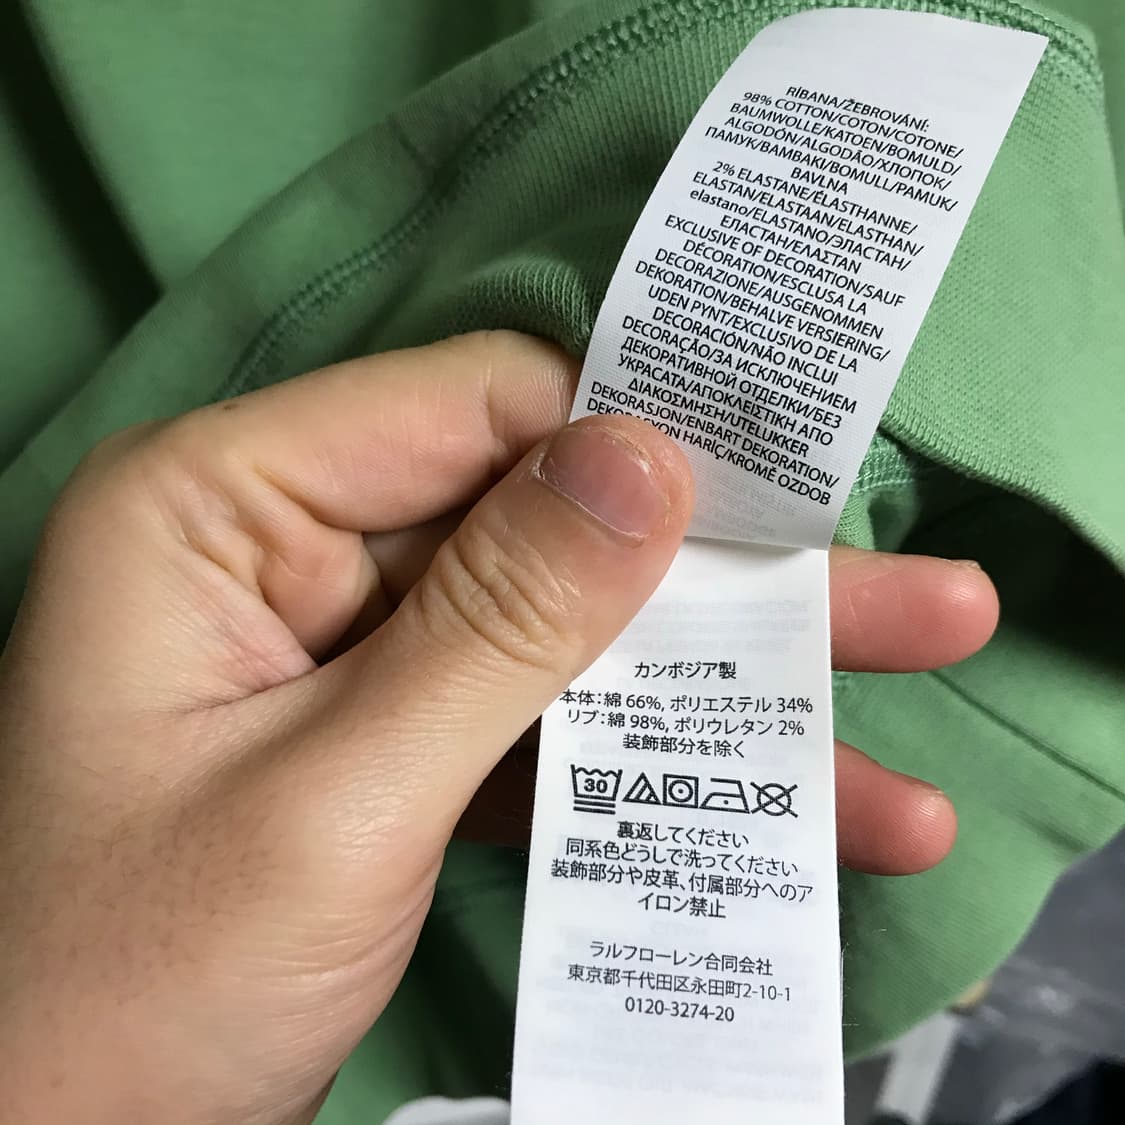 RIBANA/ŽEBROVÁNÍ:
98% COTTON/COTON/COTONE/
BAUMWOLLE/KATOEN/BOMULD/
ALGODÓN/ALGODÃO/ХЛОПОК/
ПАМУК/ΒΑΜΒΑΚΙ/BOMULL/PAMUK/
BAVLNA
2% ELASTANE/ÉLASTHANNE/
ELASTAN/ELASTAAN/ELASTHAN/
elastano/ELASTANO/ЭЛАСТАН/
ЕЛАСТАН/ΕΛΑΣΤΑΝ
EXCLUSIVE OF DECORATION/SAUF
DÉCORATION/ESCLUSA LA
DECORAZIONE/AUSGENOMMEN
DEKORATION/BEHALVE VERSIERING/
UDEN PYNT/EXCLUSIVO DE LA
DECORACIÓN/NÃO INCLUI
DECORAÇÃO/ЗА ИСКЛЮЧЕНИЕМ
ДЕКОРАТИВНОЙ ОТДЕЛКИ/БЕЗ
УКРАСАТА/ΑΠΟΚΛΕΙΣΤΙΚΗ ΑΠΟ
ΔΙΑΚΟΣΜΗΣΗ/UTELUKKER
DEKORASJON/ENBART DEKORATION/
HARİÇ/KROMĚ OZDOB
カンボジア製
本体:綿 66%, ポリエステル 34%
リブ:綿 98%, ポリウレタン 2%
装飾部分を除く
30
裏返してください
同系色どうしで洗ってください
装飾部分や皮革、付属部分へのア
イロン禁止
ラルフローレン合同会社
東京都千代田区永田町2-10-1
0120-3274-20